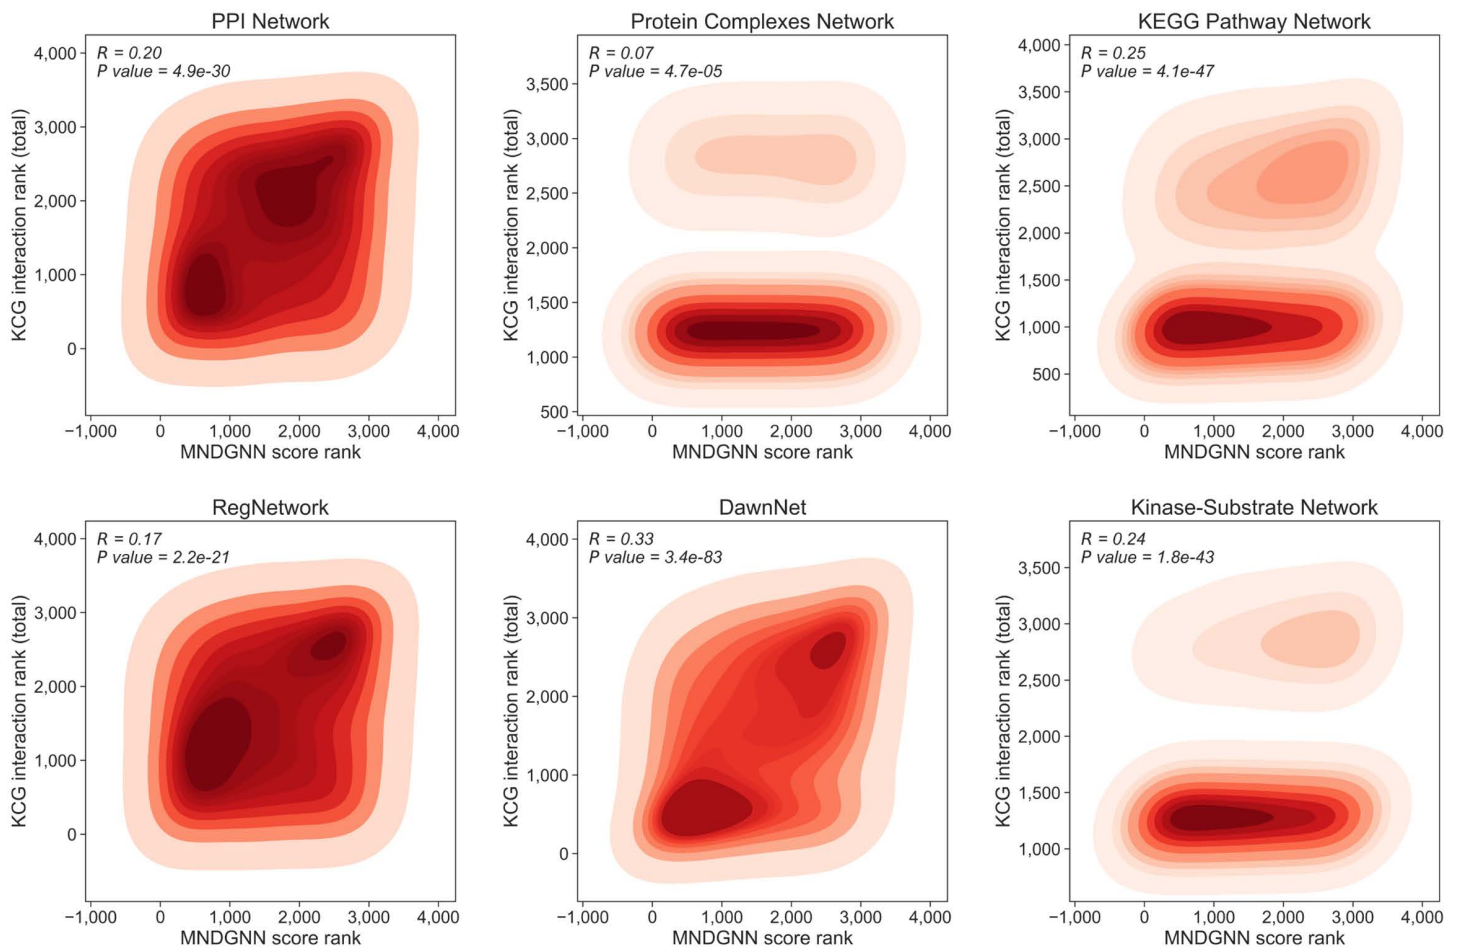 PPI Network
R = 0.20
P value = 4.9e-30
KCG interaction rank (total)
4,000
3,000
2,000
1,000
0
−1,000 0 1,000 2,000 3,000 4,000
MNDGNN score rank
Protein Complexes Network
R = 0.07
P value = 4.7e-05
KCG interaction rank (total)
3,500
3,000
2,500
2,000
1,500
1,000
500
−1,000 0 1,000 2,000 3,000 4,000
MNDGNN score rank
KEGG Pathway Network
R = 0.25
P value = 4.1e-47
KCG interaction rank (total)
4,000
3,500
3,000
2,500
2,000
1,500
1,000
500
−1,000 0 1,000 2,000 3,000 4,000
MNDGNN score rank
RegNetwork
R = 0.17
P value = 2.2e-21
KCG interaction rank (total)
4,000
3,000
2,000
1,000
0
−1,000 0 1,000 2,000 3,000 4,000
MNDGNN score rank
DawnNet
R = 0.33
P value = 3.4e-83
KCG interaction rank (total)
4,000
3,000
2,000
1,000
0
−1,000 0 1,000 2,000 3,000 4,000
MNDGNN score rank
Kinase-Substrate Network
R = 0.24
P value = 1.8e-43
KCG interaction rank (total)
3,500
3,000
2,500
2,000
1,500
1,000
−1,000 0 1,000 2,000 3,000 4,000
MNDGNN score rank